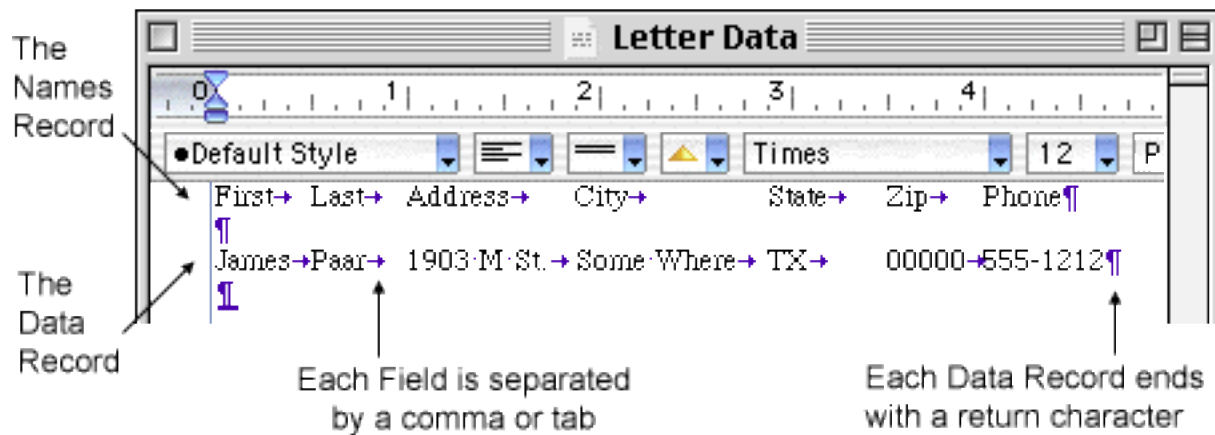 The
Names
Record
Letter Data
0 1 2 3 4
•Default Style Times 12 P
First→ Last→ Address→ City→ State→ Zip→ Phone¶
¶
James→Paar→ 1903·M·St.→Some·Where→TX→ 00000→555-1212¶
¶
The
Data
Record
Each Field is separated
by a comma or tab
Each Data Record ends
with a return character